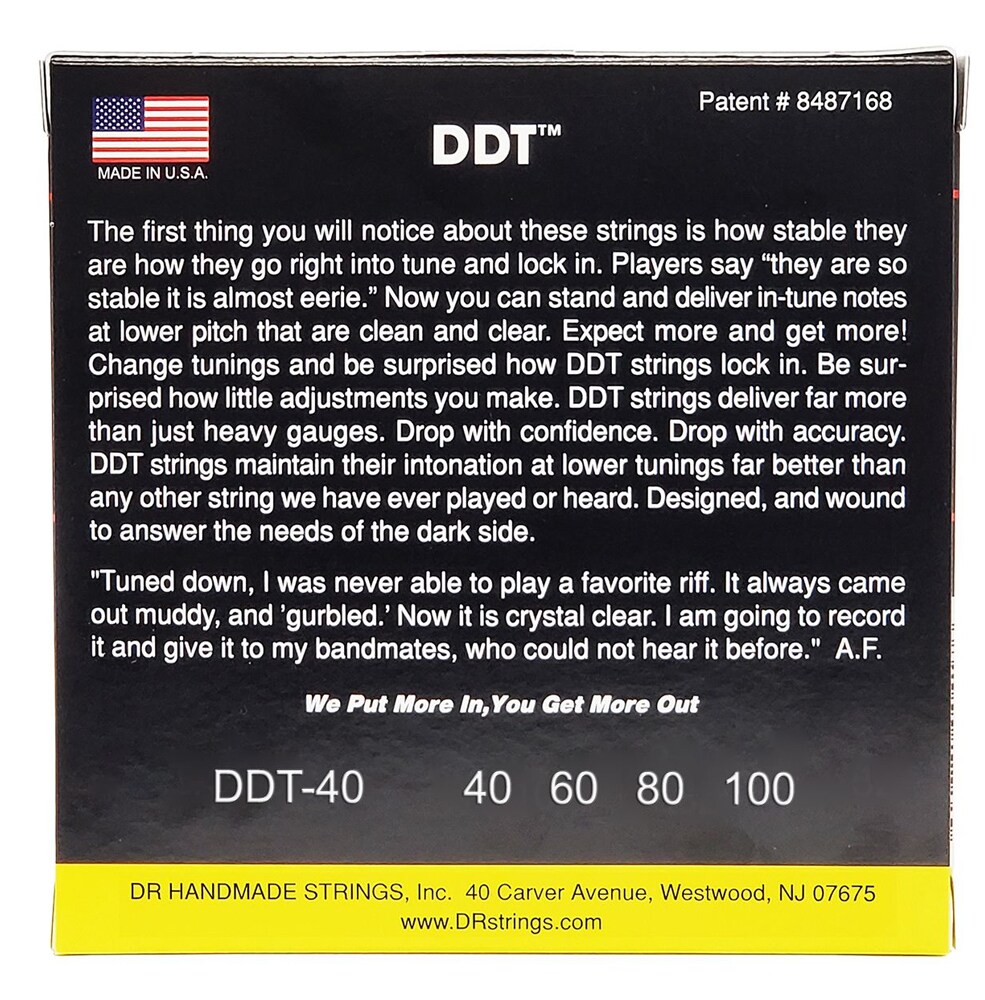 Patent # 8487168
MADE IN U.S.A.
DDT™
The first thing you will notice about these strings is how stable they
are how they go right into tune and lock in. Players say “they are so
stable it is almost eerie.” Now you can stand and deliver in-tune notes
at lower pitch that are clean and clear. Expect more and get more!
Change tunings and be surprised how DDT strings lock in. Be sur-
prised how little adjustments you make. DDT strings deliver far more
than just heavy gauges. Drop with confidence. Drop with accuracy.
DDT strings maintain their intonation at lower tunings far better than
any other string we have ever played or heard. Designed, and wound
to answer the needs of the dark side.
"Tuned down, I was never able to play a favorite riff. It always came
out muddy, and 'gurbled.' Now it is crystal clear. I am going to record
it and give it to my bandmates, who could not hear it before." A.F.
We Put More In,You Get More Out
DDT-40 40 60 80 100
DR HANDMADE STRINGS, Inc. 40 Carver Avenue, Westwood, NJ 07675
www.DRstrings.com